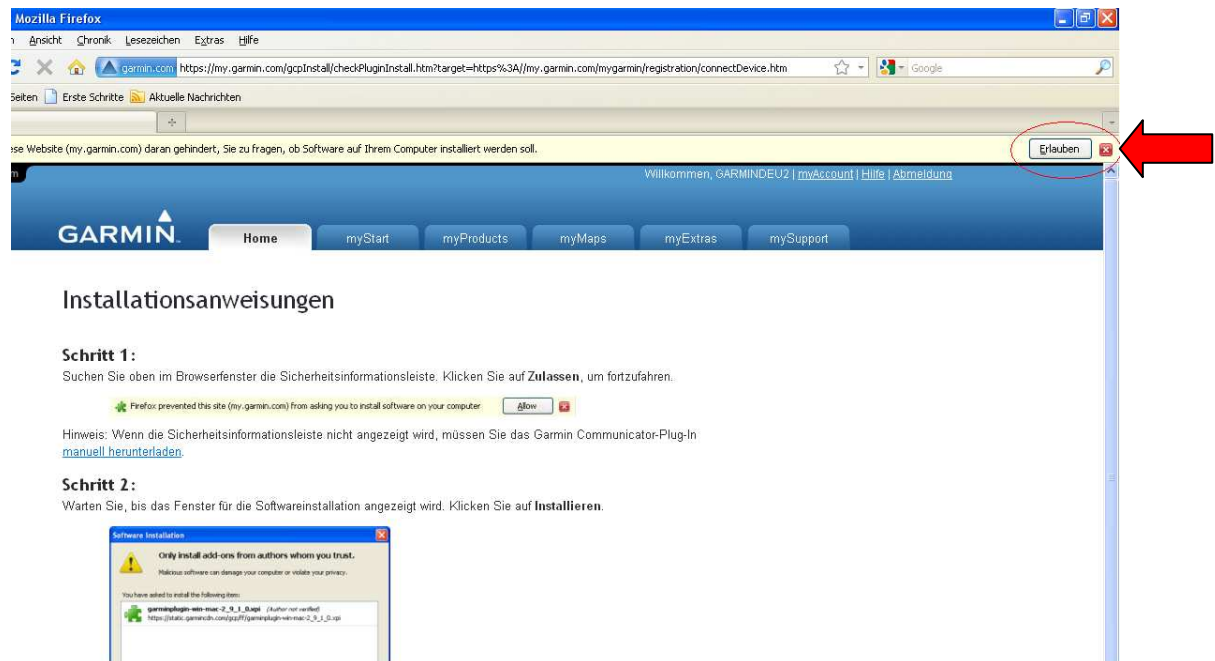 Mozilla Firefox
Ansicht Chronik Lesezeichen Extras Hilfe
garmin.com https://my.garmin.com/gcpInstall/checkPluginInstall.htm?target=https%3A//my.garmin.com/mygarmin/registration/connectDevice.htm Google
Seiten Erste Schritte Aktuelle Nachrichten
ese Website (my.garmin.com) daran gehindert, Sie zu fragen, ob Software auf Ihrem Computer installiert werden soll. Erlauben
m Willkommen, GARMINDEU2 | myAccount | Hilfe | Abmeldung
GARMIN Home myStart myProducts myMaps myExtras mySupport
Installationsanweisungen
Schritt 1:
Suchen Sie oben im Browserfenster die Sicherheitsinformationsleiste. Klicken Sie auf Zulassen, um fortzufahren.
Firefox prevented this site (my.garmin.com) from asking you to install software on your computer Allow
Hinweis: Wenn die Sicherheitsinformationsleiste nicht angezeigt wird, müssen Sie das Garmin Communicator-Plug-In
manuell herunterladen.
Schritt 2:
Warten Sie, bis das Fenster für die Softwareinstallation angezeigt wird. Klicken Sie auf Installieren.
Software Installation
Only install add-ons from authors whom you trust.
Malicious software can damage your computer or violate your privacy.
You have asked to install the following item:
garminplugin-win-mac-2_9_1_0.xpi (Author not verified)
https://static.garmincdn.com/gcp/ff/garminplugin-win-mac-2_9_1_0.xpi